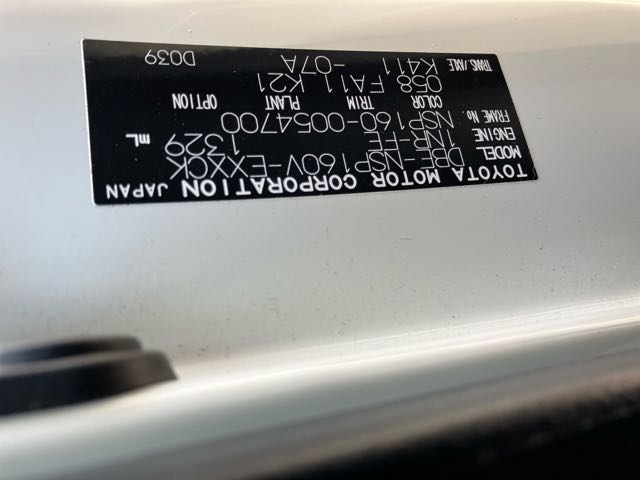 TOYOTA MOTOR CORPORATION JAPAN
MODEL DBE-NSP160V-EXXCK
ENGINE 1NR-FE 1329 mL
FRAME No. NSP160-0054700
COLOR TRIM PLANT OPTION
058 FA11 K21
TRANS./AXLE K411 -07A
D039